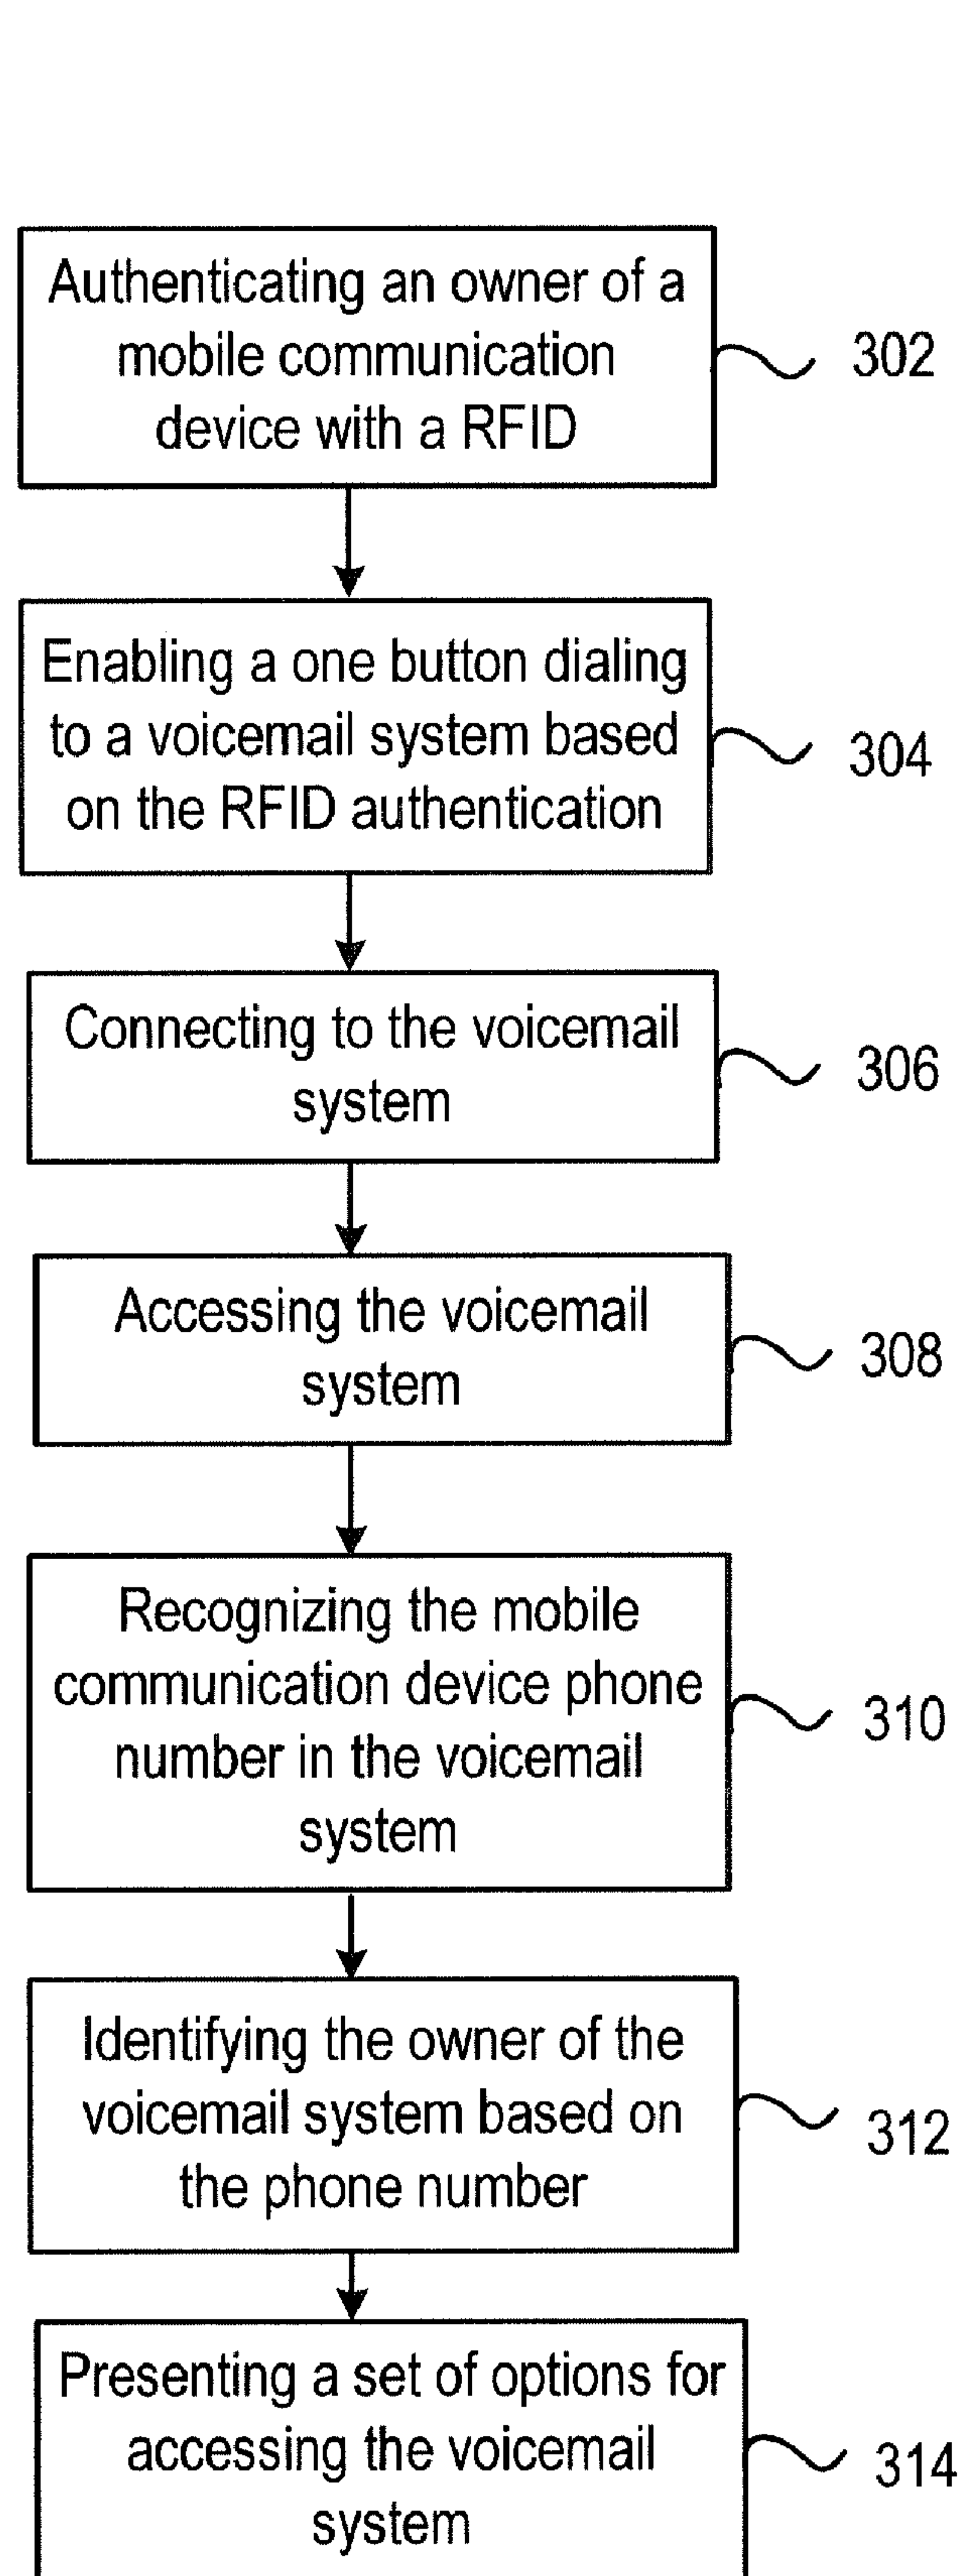 Authenticating an owner of a
mobile communication
device with a RFID
302
Enabling a one button dialing
to a voicemail system based
on the RFID authentication
304
Connecting to the voicemail
system
306
Accessing the voicemail
system
308
Recognizing the mobile
communication device phone
number in the voicemail
system
310
Identifying the owner of the
voicemail system based on
the phone number
312
Presenting a set of options for
accessing the voicemail
system
314